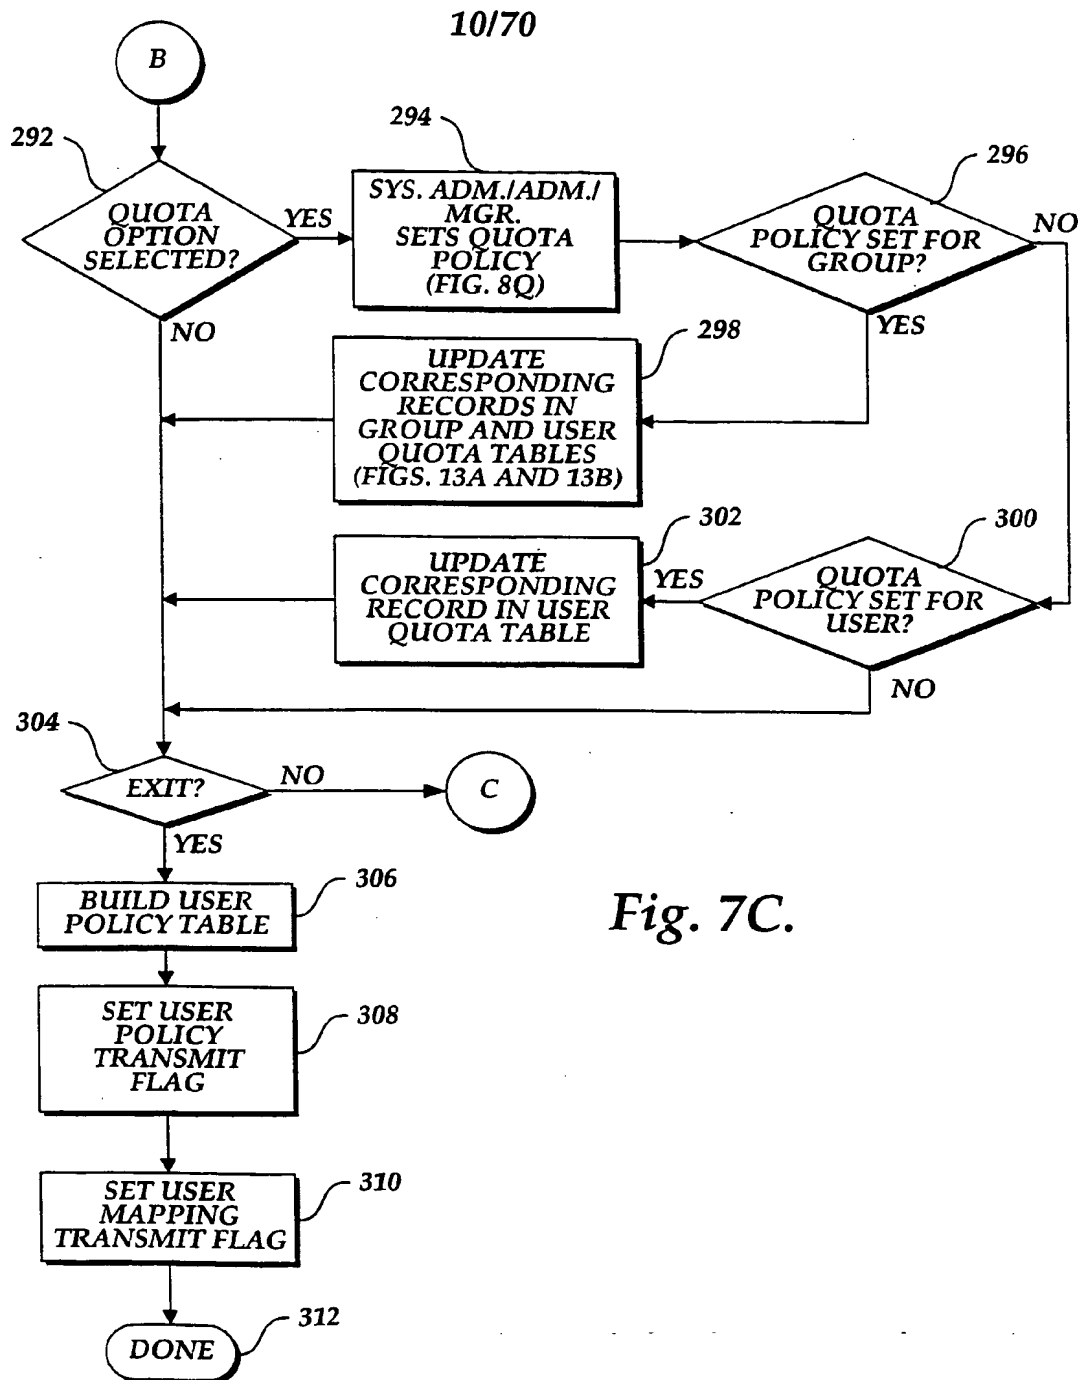 10/70
B
292
QUOTA
OPTION
SELECTED?
YES
NO
294
SYS. ADM./ADM./
MGR.
SETS QUOTA
POLICY
(FIG. 8Q)
296
QUOTA
POLICY SET FOR
GROUP?
NO
YES
298
UPDATE
CORRESPONDING
RECORDS IN
GROUP AND USER
QUOTA TABLES
(FIGS. 13A AND 13B)
300
QUOTA
POLICY SET FOR
USER?
YES
NO
302
UPDATE
CORRESPONDING
RECORD IN USER
QUOTA TABLE
304
EXIT?
NO
C
YES
306
BUILD USER
POLICY TABLE
308
SET USER
POLICY
TRANSMIT
FLAG
310
SET USER
MAPPING
TRANSMIT FLAG
312
DONE
Fig. 7C.